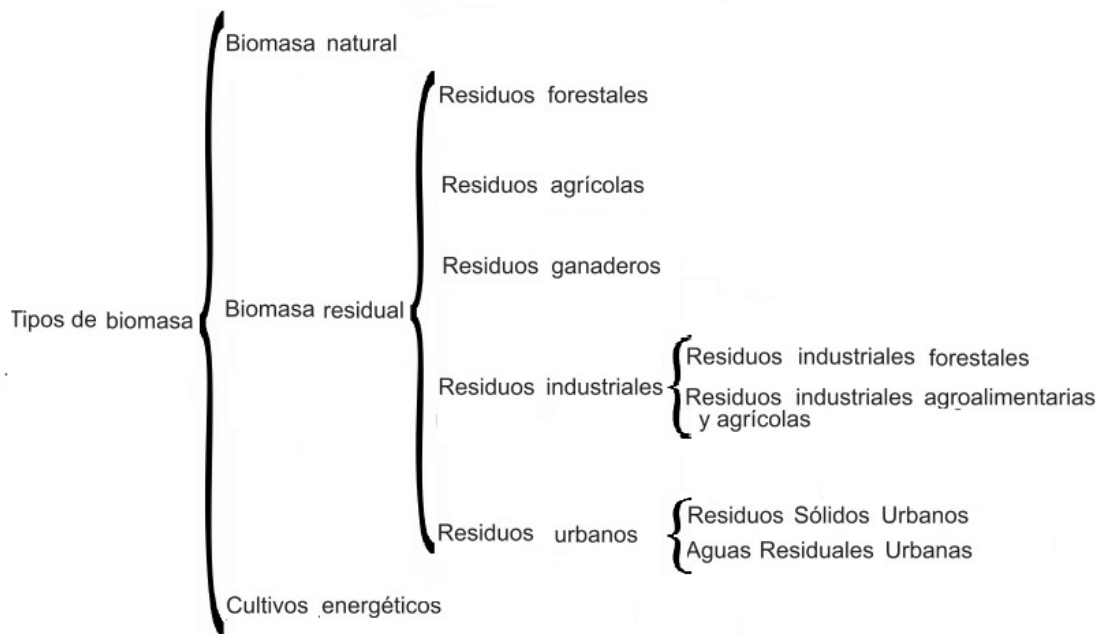 Biomasa natural
Residuos forestales
Residuos agrícolas
Residuos ganaderos
Tipos de biomasa
Biomasa residual
Residuos industriales
Residuos industriales forestales
Residuos industriales agroalimentarias
y agrícolas
Residuos urbanos
Residuos Sólidos Urbanos
Aguas Residuales Urbanas
Cultivos energéticos